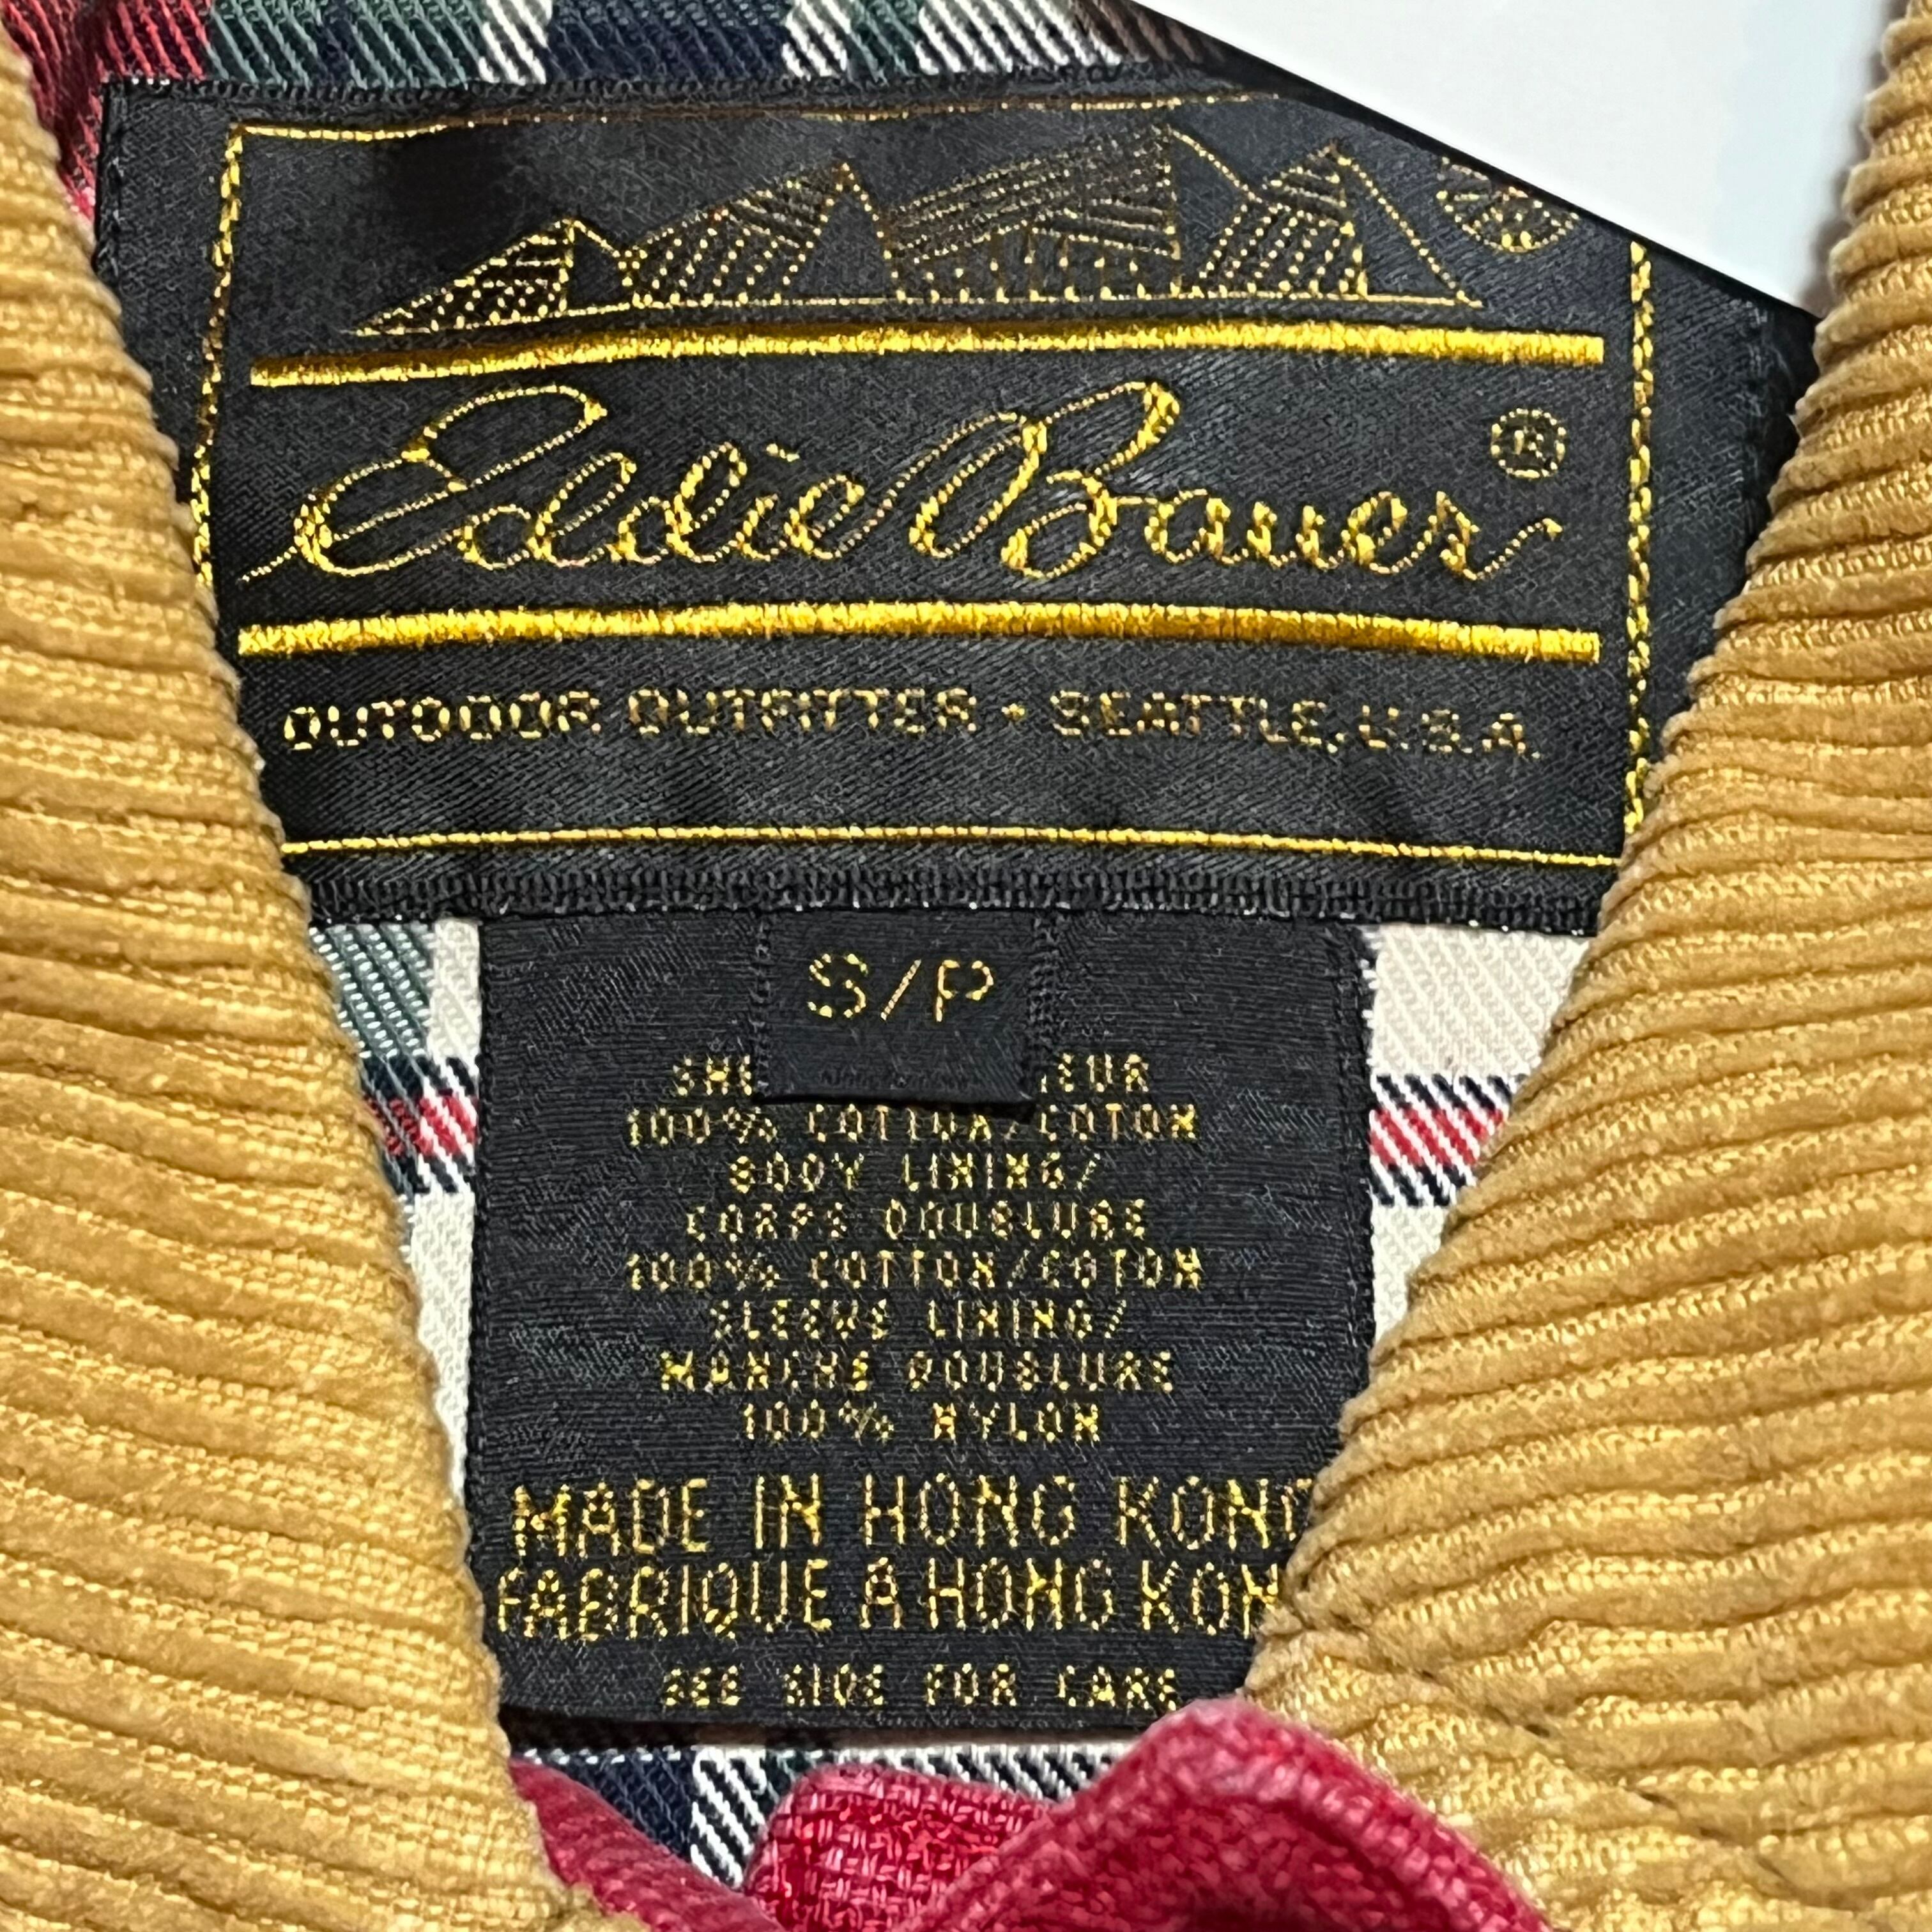 Eddie Bauer ®
OUTDOOR OUTFITTER • SEATTLE, U.S.A.
S/P
100% COTTON/COTON
BODY LINING/
CORPS DOUBLURE
100% COTTON/COTON
SLEEVE LINING/
MANCHE DOUBLURE
100% NYLON
MADE IN HONG KONG
FABRIQUE A HONG KON
SEE SIDE FOR CARE